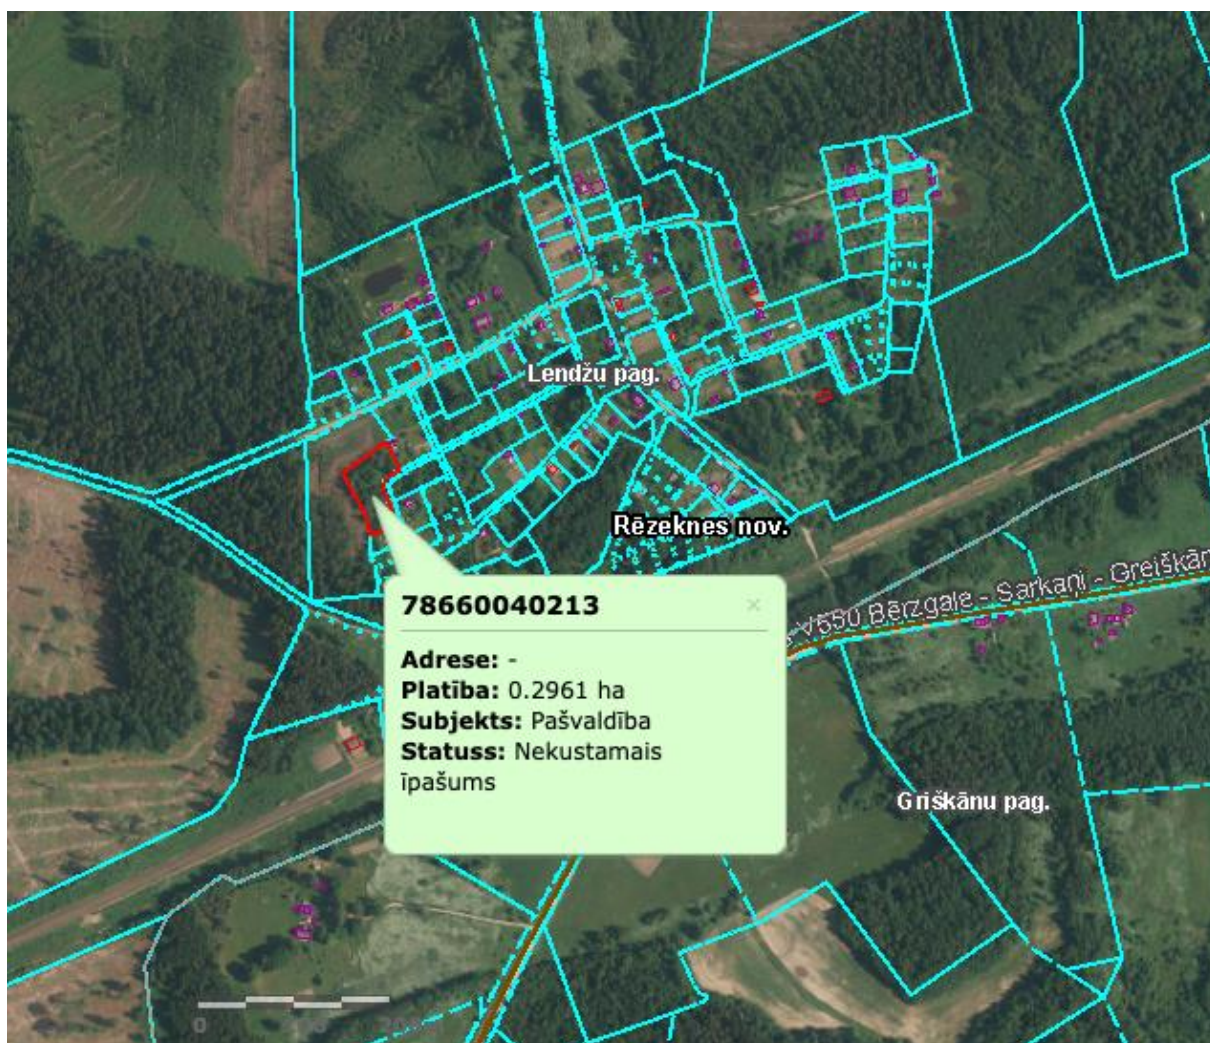 Lendžu pag.
Rēzeknes nov.
V550 Bērzgale - Sarkaņi - Greiškān
78660040213
×
Adrese: -
Platība: 0.2961 ha
Subjekts: Pašvaldība
Statuss: Nekustamais
īpašums
Griškānu pag.
0